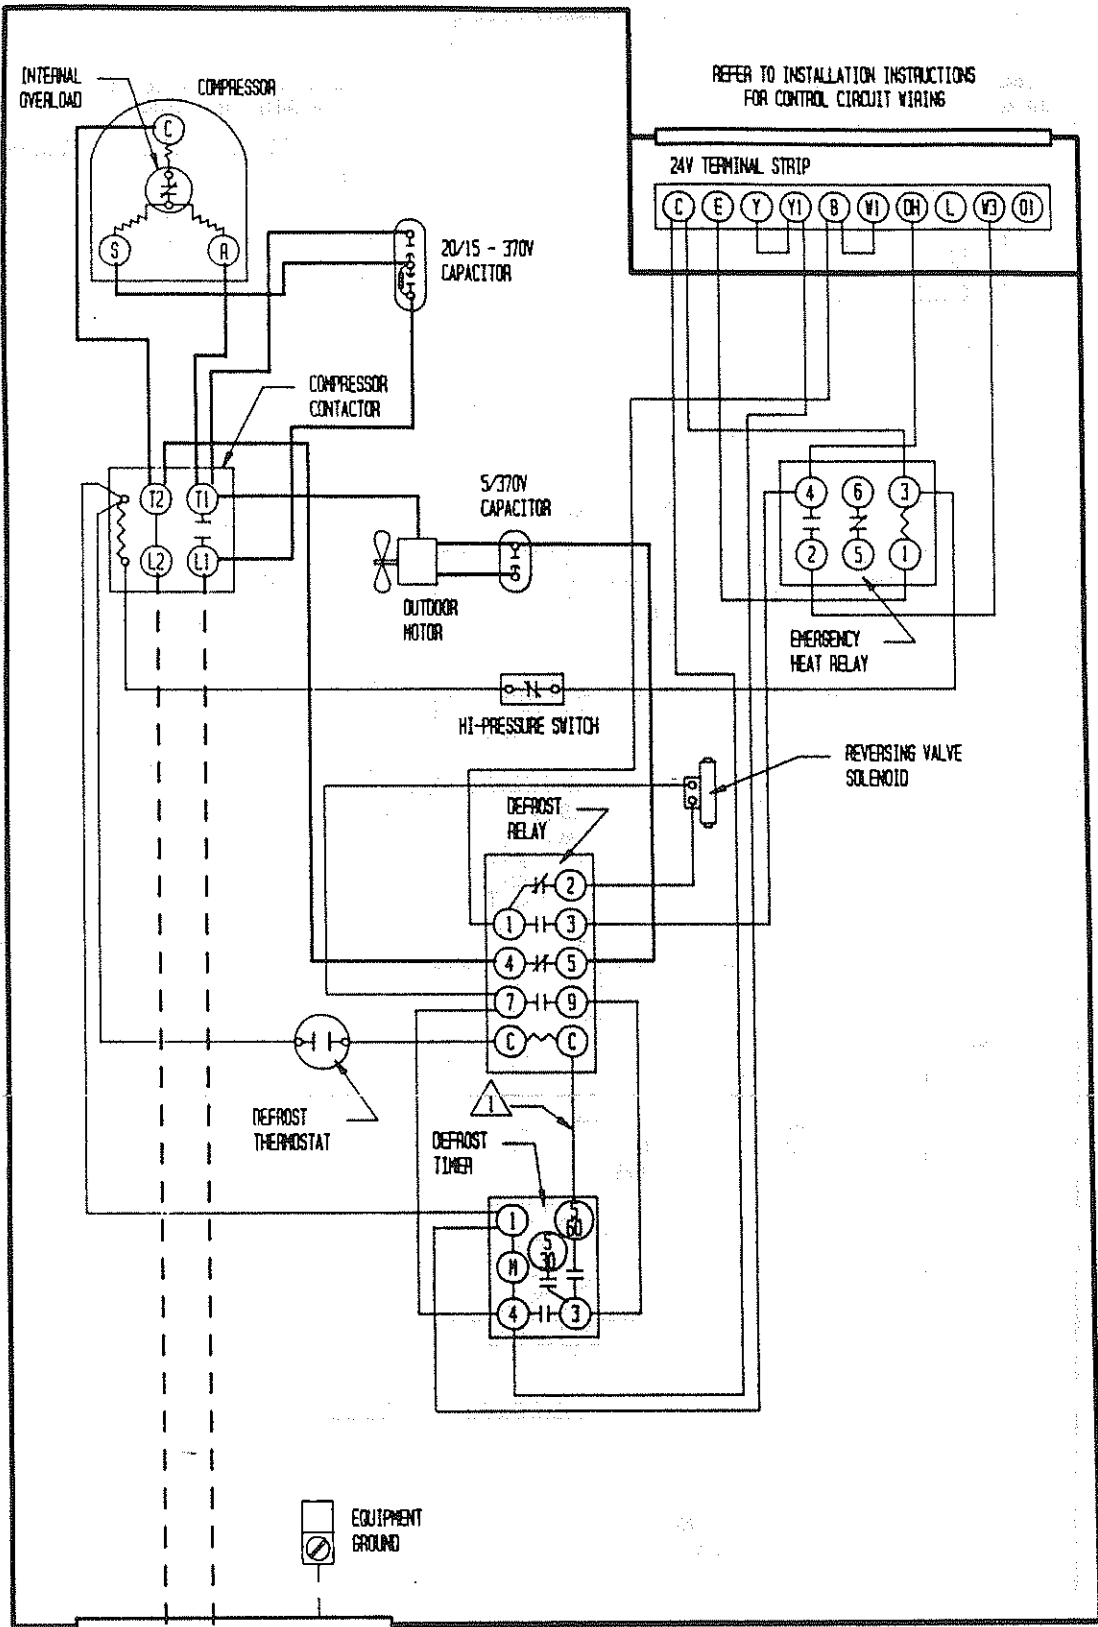 INTERNAL
OVERLOAD
COMPRESSOR
C
S
R
20/15 - 370V
CAPACITOR
REFER TO INSTALLATION INSTRUCTIONS
FOR CONTROL CIRCUIT WIRING
24V TERMINAL STRIP
C E Y Y1 B W1 OH L W3 O1
COMPRESSOR
CONTACTOR
T2 T1
L2 L1
5/370V
CAPACITOR
OUTDOOR
MOTOR
4 6 3
2 5 1
EMERGENCY
HEAT RELAY
HI-PRESSURE SWITCH
REVERSING VALVE
SOLENOID
DEFROST
RELAY
2
1 3
4 5
7 9
C C
DEFROST
THERMOSTAT
1
DEFROST
TIMER
1
5
60
5
30
M
4 3
EQUIPMENT
GROUND